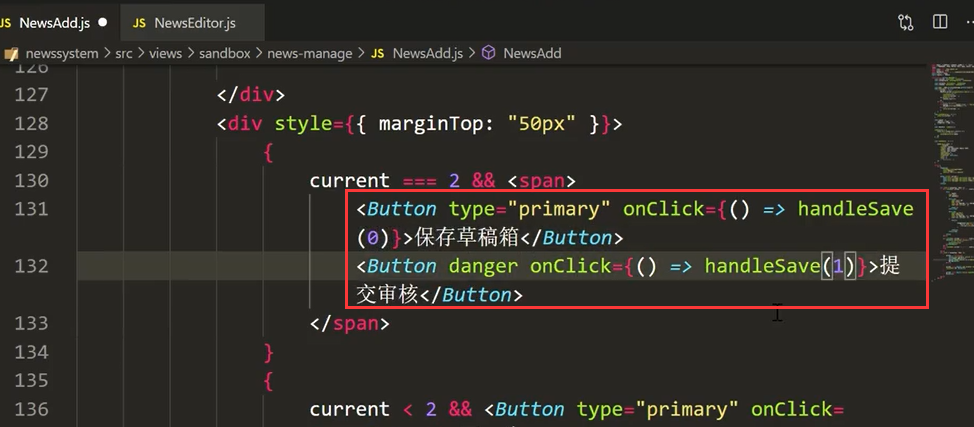 JS NewsAdd.js JS NewsEditor.js
newssystem > src > views > sandbox > news-manage > JS NewsAdd.js > NewsAdd
126
127 </div>
128 <div style={{ marginTop: "50px" }}>
129 {
130 current === 2 && <span>
131 <Button type="primary" onClick={() => handleSave
(0)}>保存草稿箱</Button>
132 <Button danger onClick={() => handleSave(1)}>提
交审核</Button>
133 </span>
134 }
135 {
136 current < 2 && <Button type="primary" onClick=